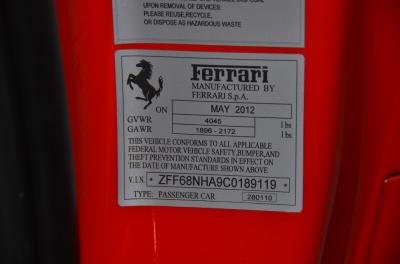 UPON REMOVAL OF DEVICES:
PLEASE REUSE,RECYCLE,
OR DISPOSE AS HAZARDOUS WASTE
Ferrari
MANUFACTURED BY
FERRARI S.p.A.
ON MAY 2012
GVWR 4045 lbs
GAWR 1896 - 2172 lbs
THIS VEHICLE CONFORMS TO ALL APPLICABLE
FEDERAL MOTOR VEHICLE SAFETY, BUMPER, AND
THEFT PREVENTION STANDARDS IN EFFECT ON
THE DATE OF MANUFACTURE SHOWN ABOVE
V.I.N. * ZFF68NHA9C0189119 *
TYPE: PASSENGER CAR 280110